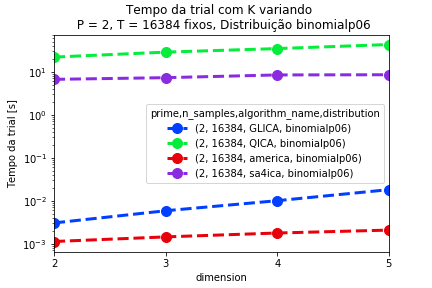 Tempo da trial com K variando
P = 2, T = 16384 fixos, Distribuição binomialp06
Tempo da trial [s]
10¹
10⁰
10⁻¹
10⁻²
10⁻³
prime,n_samples,algorithm_name,distribution
(2, 16384, GLICA, binomialp06)
(2, 16384, QICA, binomialp06)
(2, 16384, america, binomialp06)
(2, 16384, sa4ica, binomialp06)
2 3 4 5
dimension